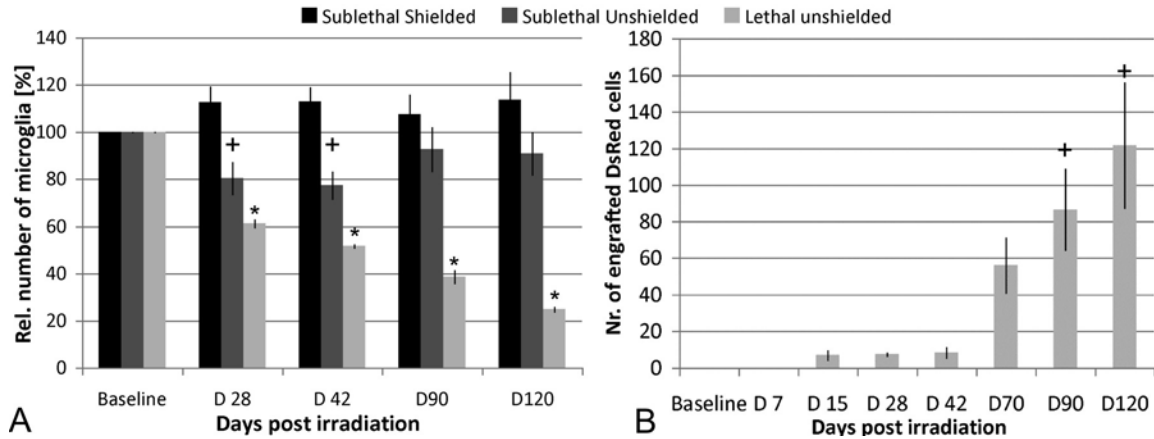 Sublethal Shielded Sublethal Unshielded Lethal unshielded
Rel. number of microglia [%]
140
120
100
80
60
40
20
0
+ +
* * * *
Baseline D 28 D 42 D90 D120
Days post irradiation
A
Nr. of engrafted DsRed cells
180
160
140
120
100
80
60
40
20
0
+ +
Baseline D 7 D 15 D 28 D 42 D70 D90 D120
Days post irradiation
B